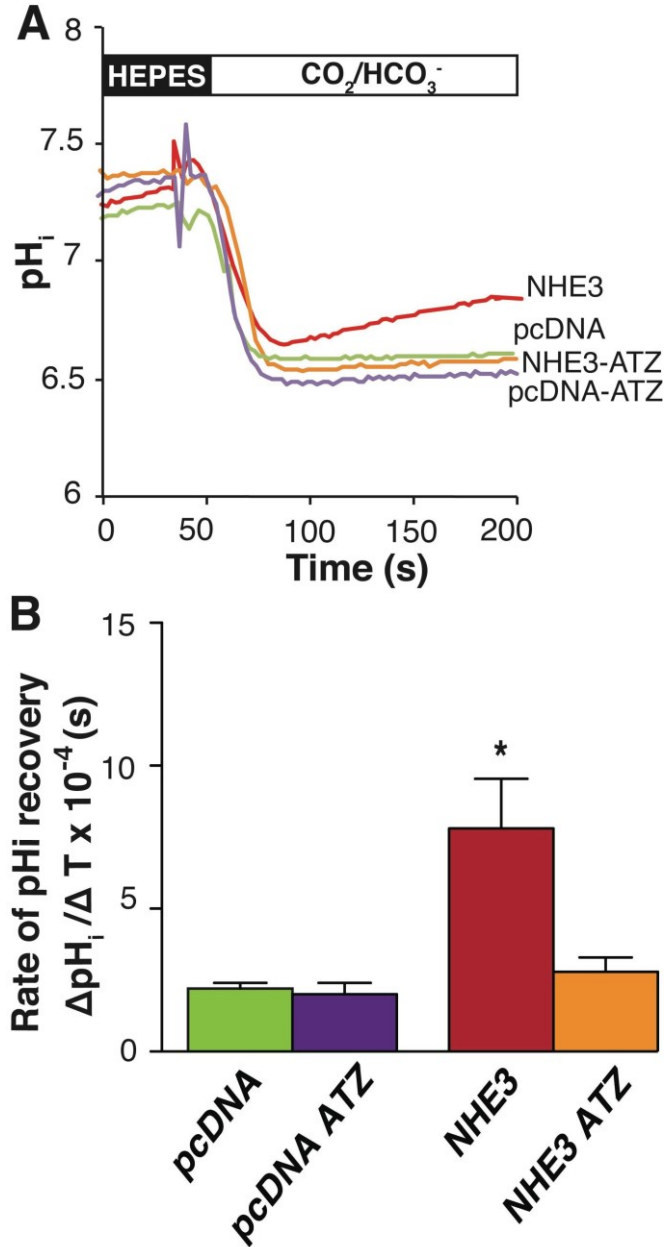 A
8
HEPES
CO₂/HCO₃⁻
7.5
pHᵢ
7
NHE3
pcDNA
NHE3-ATZ
6.5
pcDNA-ATZ
6
0 50 100 150 200
Time (s)
B
15
Rate of pHi recovery
ΔpHᵢ /Δ T x 10⁻⁴ (s)
*
10
5
0
pcDNA
pcDNA ATZ
NHE3
NHE3 ATZ